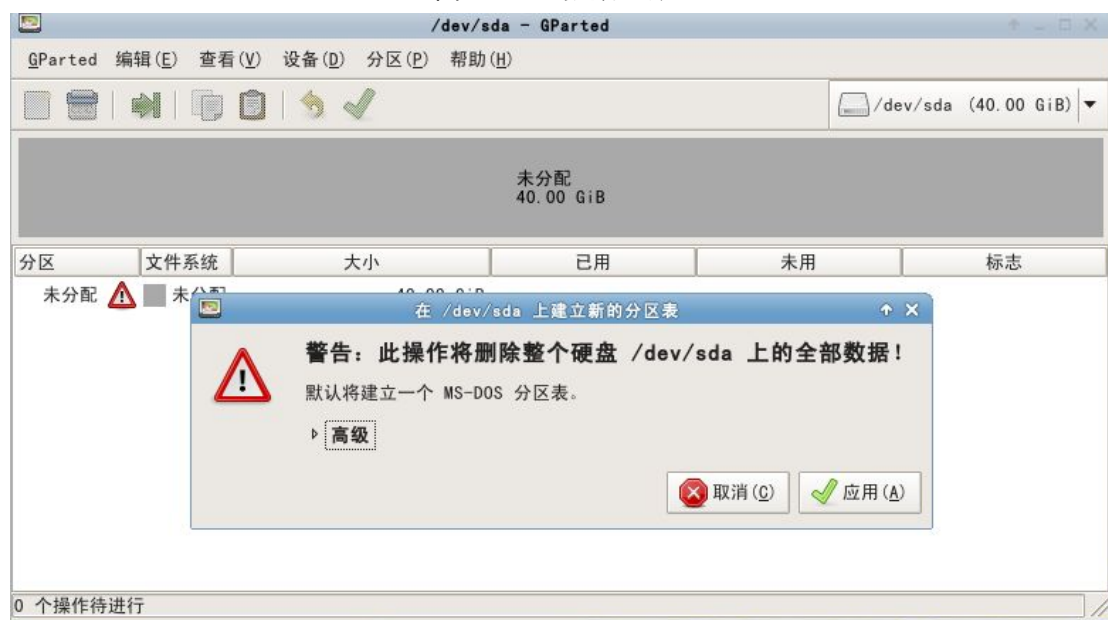 /dev/sda - GParted
GParted 编辑(E) 查看(V) 设备(D) 分区(P) 帮助(H)
/dev/sda (40.00 GiB)
未分配
40.00 GiB
分区 文件系统 大小 已用 未用 标志
未分配
在 /dev/sda 上建立新的分区表
警告：此操作将删除整个硬盘 /dev/sda 上的全部数据！
默认将建立一个 MS-DOS 分区表。
高级
取消(C) 应用(A)
0 个操作待进行